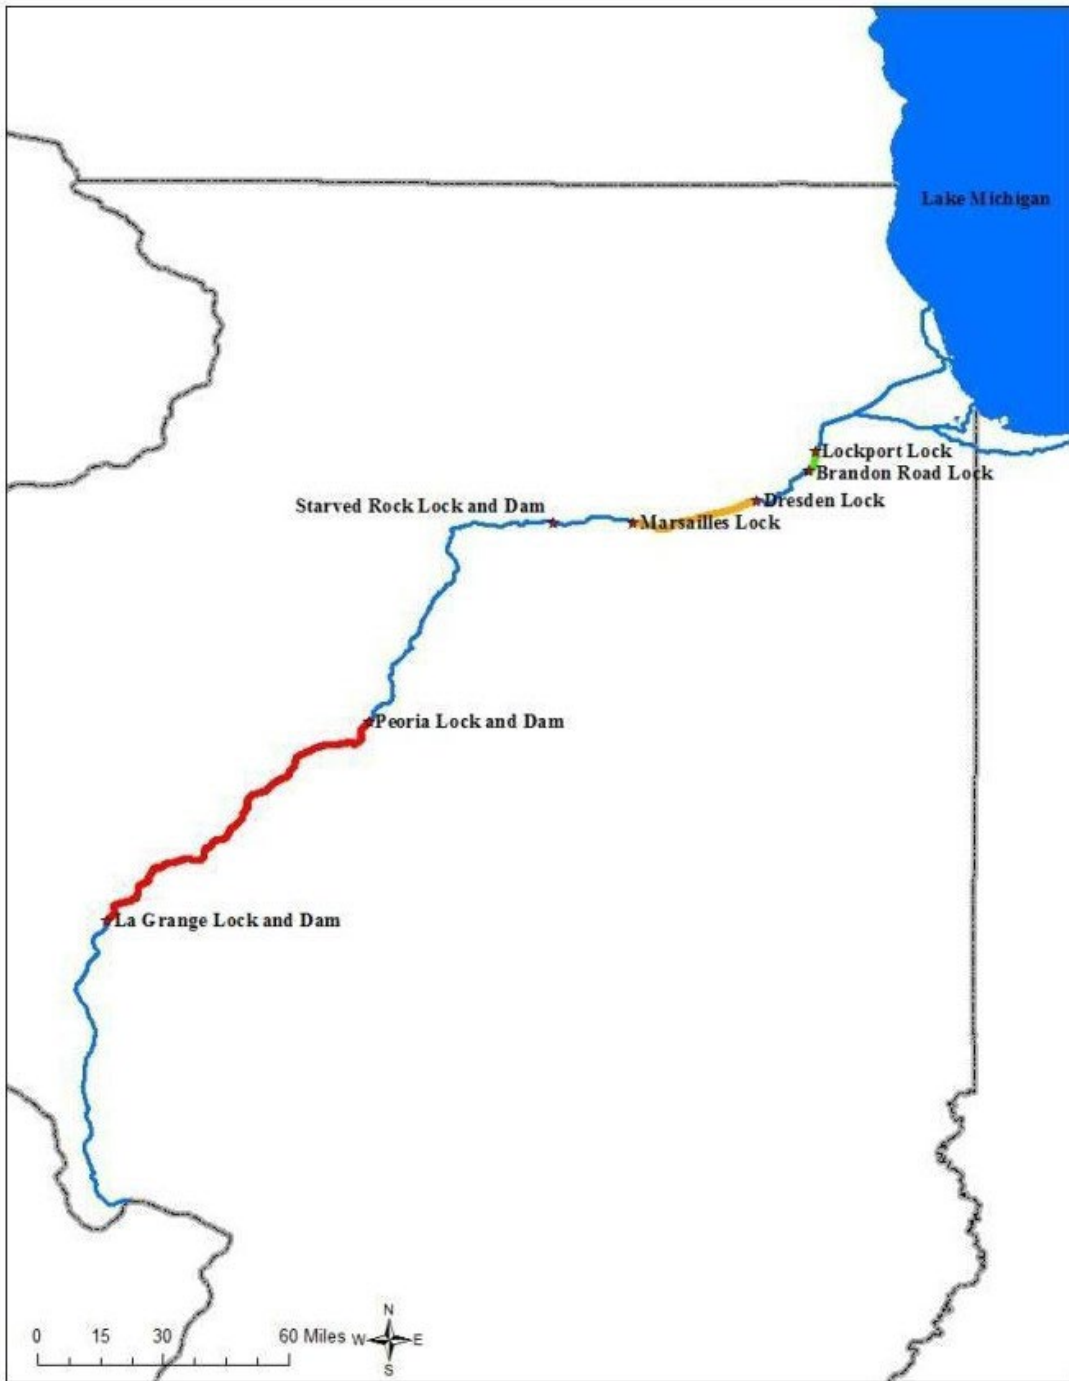 Lake Michigan
Lockport Lock
Brandon Road Lock
Dresden Lock
Starved Rock Lock and Dam
Marsailles Lock
Peoria Lock and Dam
La Grange Lock and Dam
N
0 15 30 60 Miles W E
S